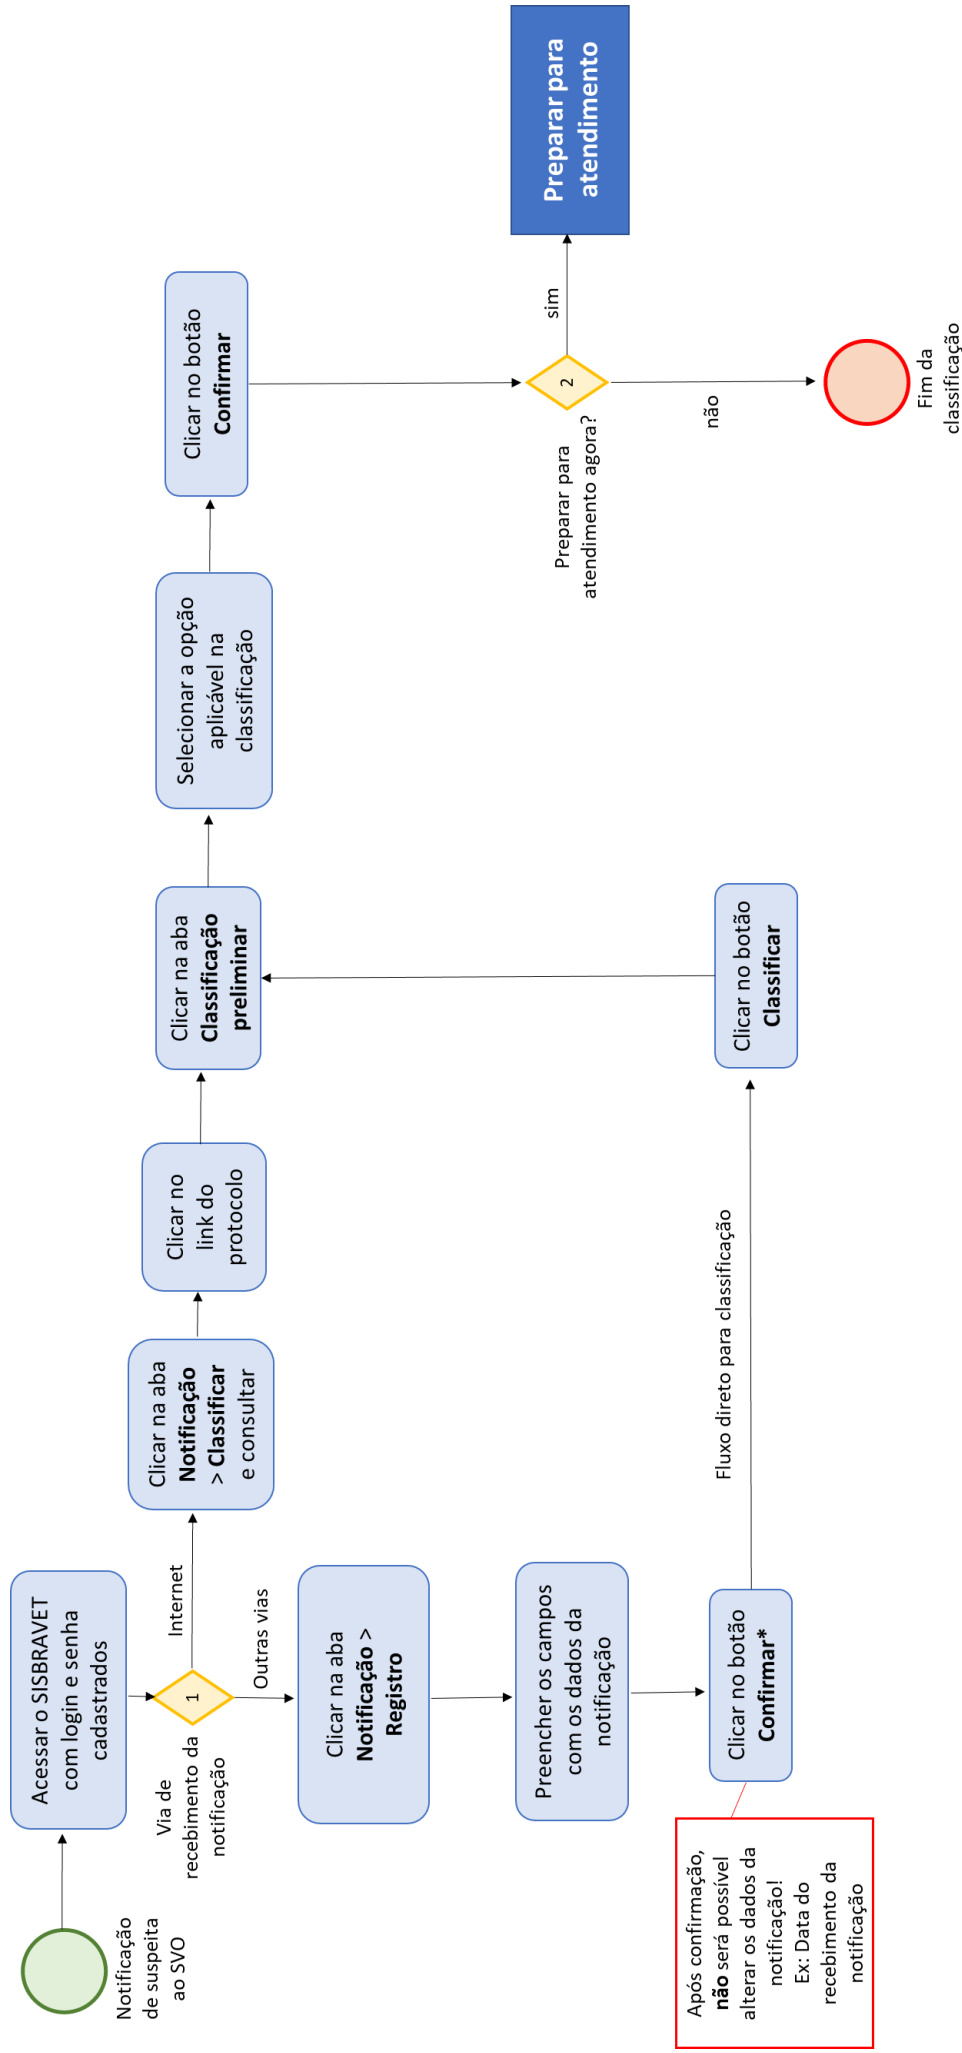 Notificação
de suspeita
ao SVO
Acessar o SISBRAVET
com login e senha
cadastrados
1
Via de
recebimento da
notificação
Internet
Clicar na aba
Notificação
> Classificar
e consultar
Clicar no
link do
protocolo
Clicar na aba
Classificação
preliminar
Selecionar a opção
aplicável na
classificação
Clicar no botão
Confirmar
Outras vias
Clicar na aba
Notificação >
Registro
Preencher os campos
com os dados da
notificação
Clicar no botão
Confirmar*
Após confirmação,
não será possível
alterar os dados da
notificação!
Ex: Data do
recebimento da
notificação
Fluxo direto para classificação
Clicar no botão
Classificar
2
Preparar para
atendimento agora?
sim
Preparar para
atendimento
não
Fim da
classificação